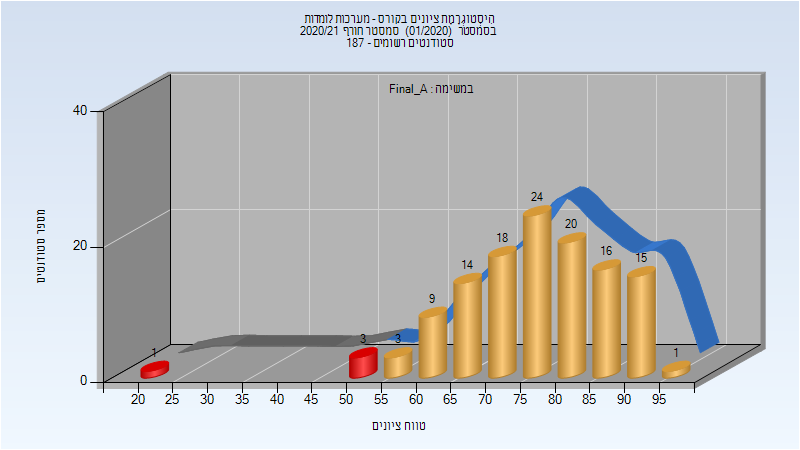 היסטוגרמת ציונים בקורס - מערכות לומדות
בסמסטר (01/2020) סמסטר חורף 2020/21
סטודנטים רשומים - 187
במשימה : Final_A
מספר סטודנטים
40
20
0
1
3
3
9
14
18
24
20
16
15
1
20 25 30 35 40 45 50 55 60 65 70 75 80 85 90 95
טווח ציונים